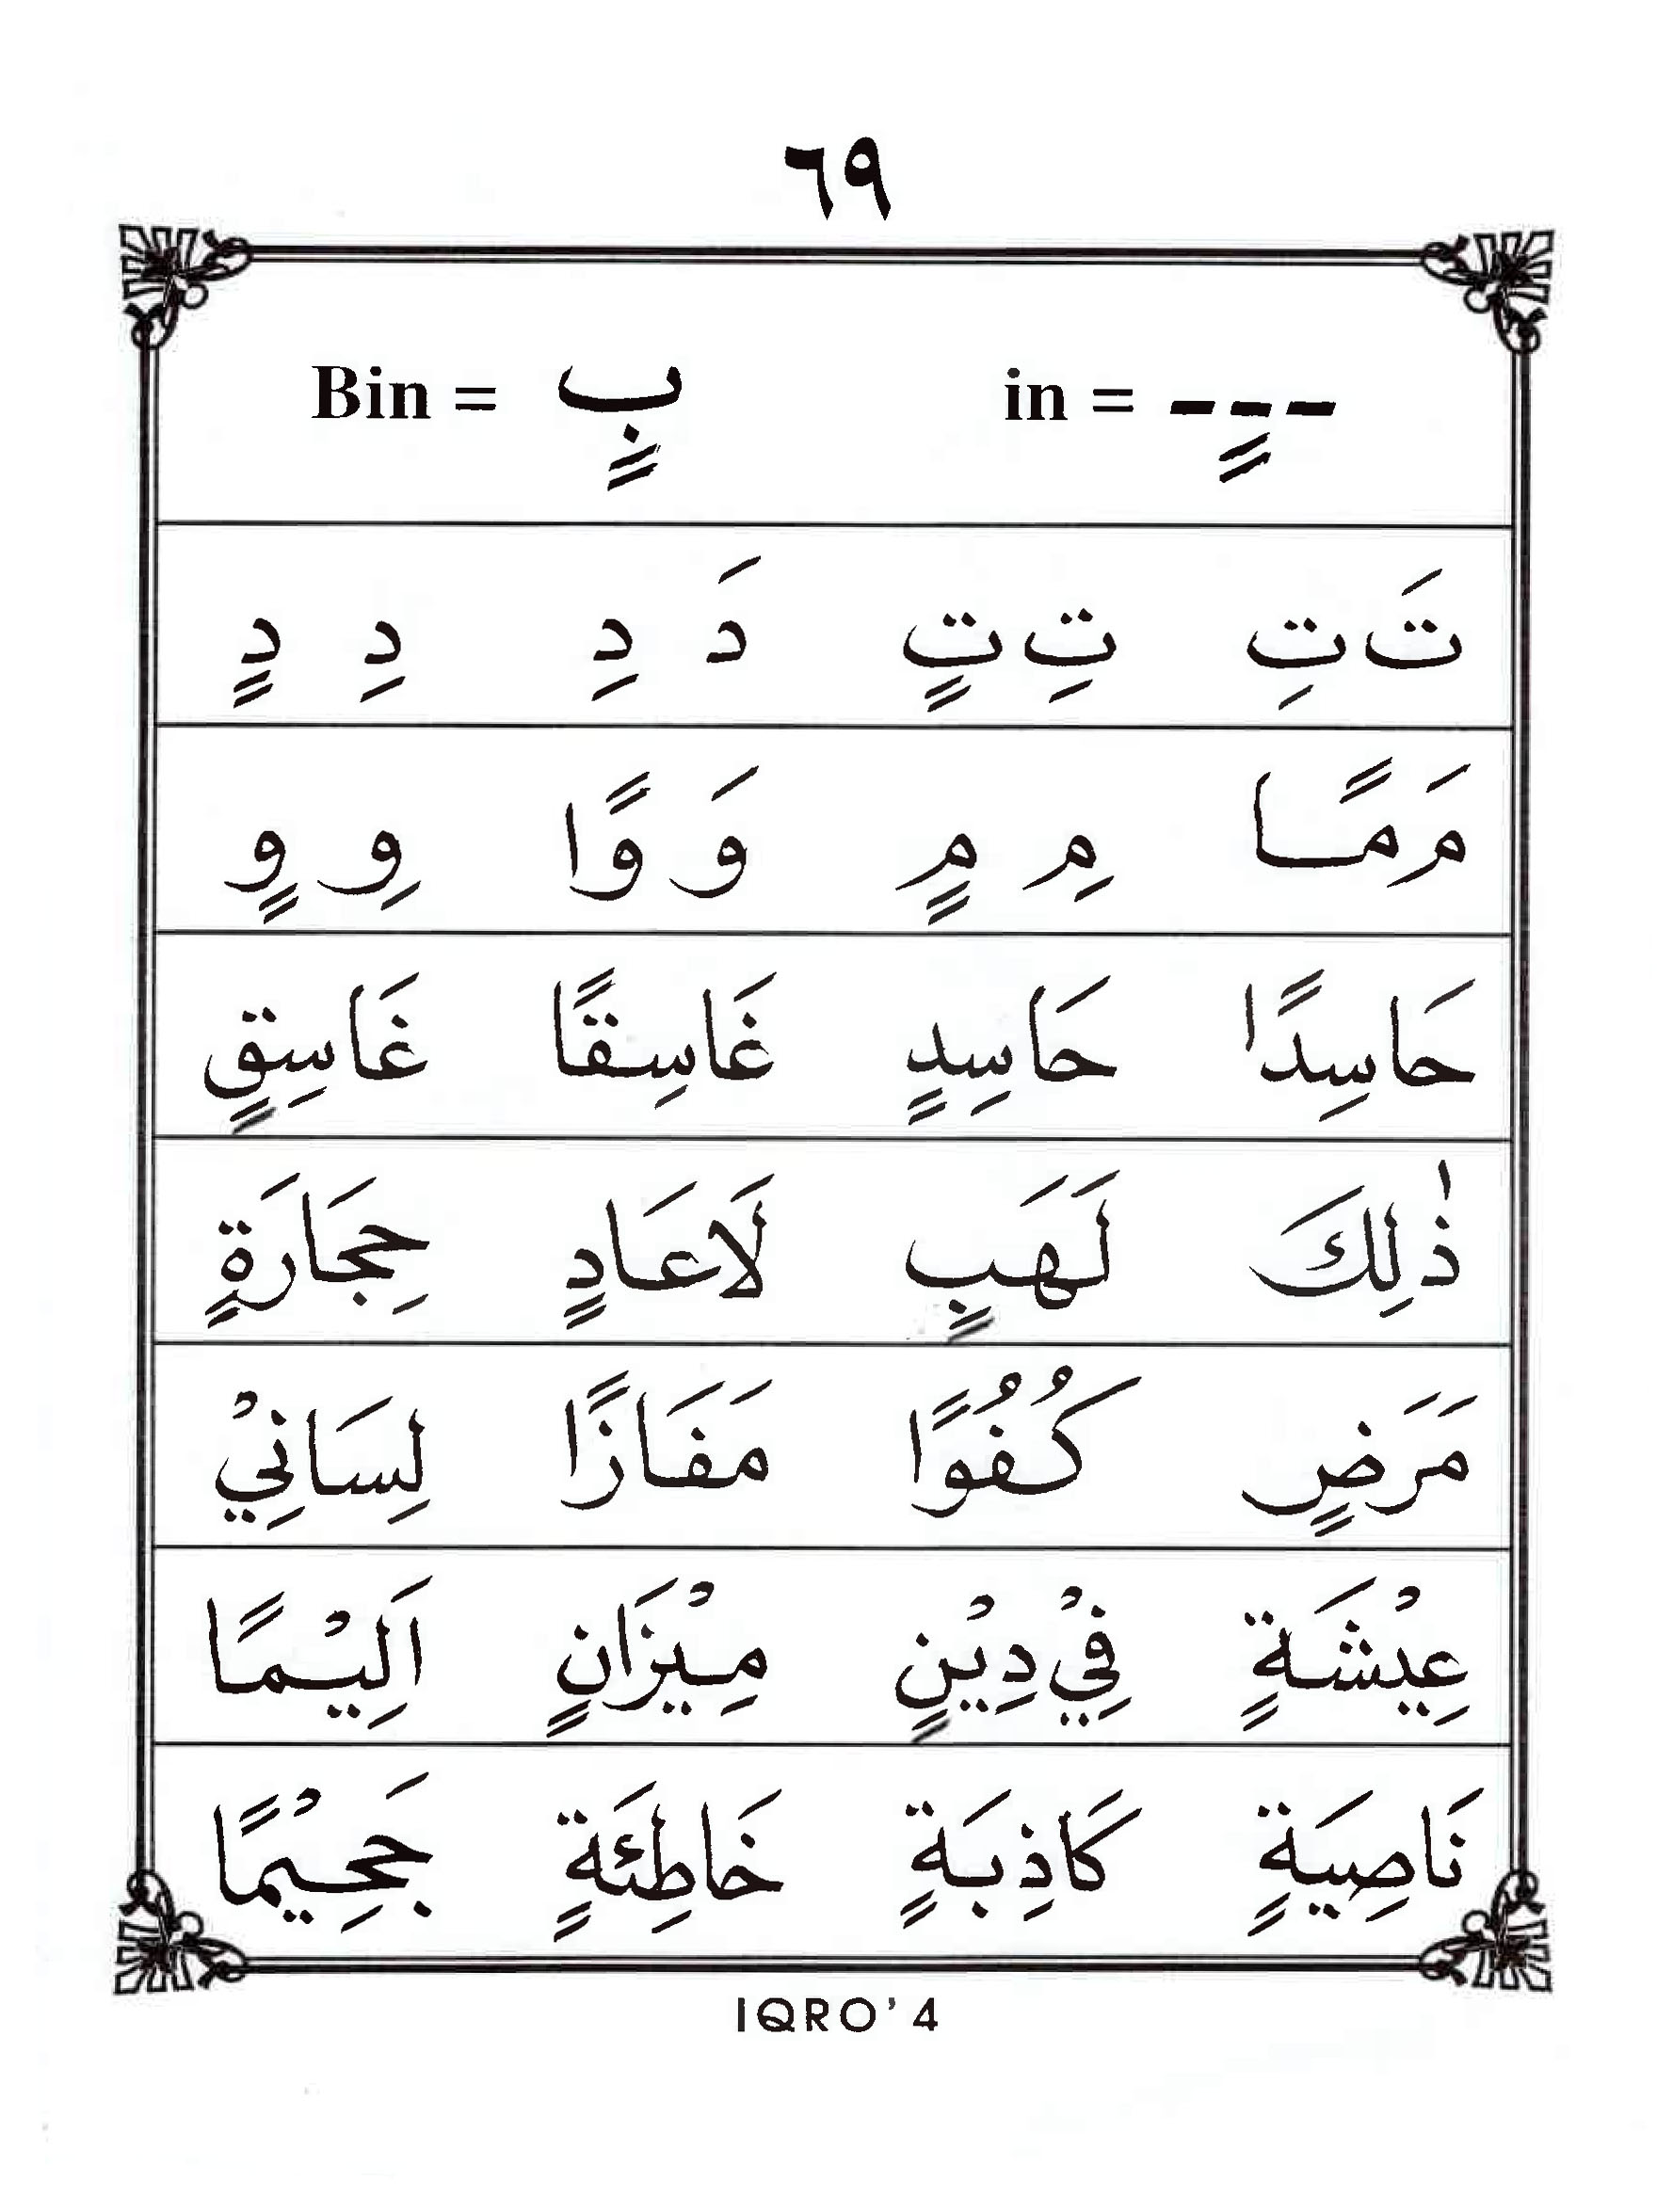 ٦٩
in = ـٍ Bin = بٍ
تَ تِ تِ تٍ دَ دِ دِ دٍ
مَ مًا مِ مٍ وَ وًا وِ وٍ
حَاسِدًا حَاسِدٍ غَاسِقًا غَاسِقٍ
ذٰلِكَ لَهَبٍ لَاعَادٍ حِجَارَةٍ
مَرَضٍ كُفُوًا مَفَازًا لِسَانِيْ
عِيْشَةٍ فِيْ دِيْنٍ مِيْزَانٍ اَلِيْمًا
نَاصِيَةٍ كَاذِبَةٍ خَاطِئَةٍ جَحِيْمًا
IQRO’ 4